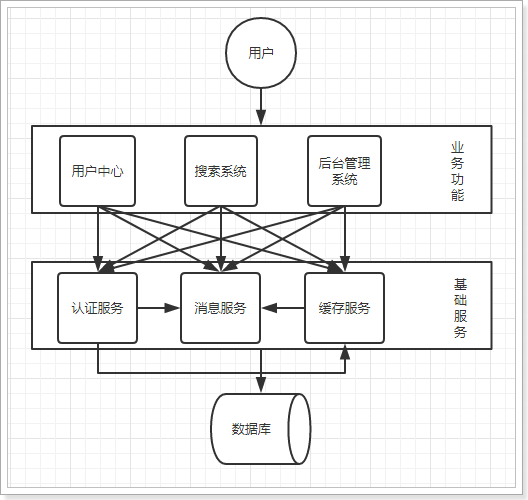 用户
用户中心
搜索系统
后台管理
系统
业
务
功
能
认证服务
消息服务
缓存服务
基
础
服
务
数据库